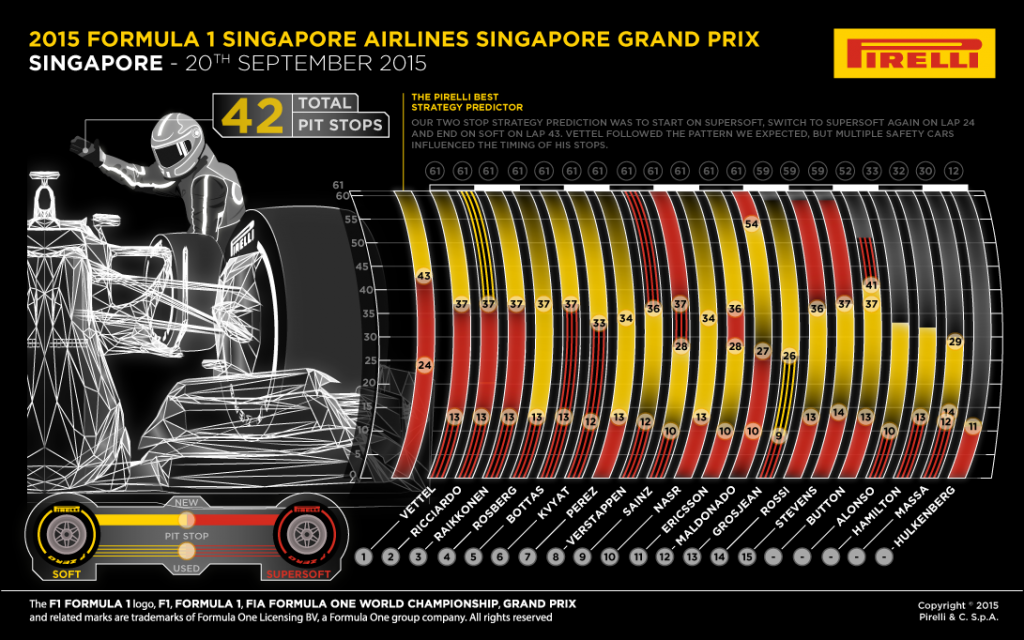 2015 FORMULA 1 SINGAPORE AIRLINES SINGAPORE GRAND PRIX
SINGAPORE - 20TH SEPTEMBER 2015
PIRELLI
42 TOTAL
PIT STOPS
THE PIRELLI BEST
STRATEGY PREDICTOR
OUR TWO STOP STRATEGY PREDICTION WAS TO START ON SUPERSOFT, SWITCH TO SUPERSOFT AGAIN ON LAP 24
AND END ON SOFT ON LAP 43. VETTEL FOLLOWED THE PATTERN WE EXPECTED, BUT MULTIPLE SAFETY CARS
INFLUENCED THE TIMING OF HIS STOPS.
61 61 61 61 61 61 61 61 61 61 61 61 59 59 59 52 33 32 30 12
61
55
50
45
40
35
30
25
20
15
10
5
0
PIRELLI
54
43
41
37 37 37 37 37 33 34 36 37 34 36 36 37 37
28 28 27 26 29
24
13 13 13 13 13 12 13 12 10 13 10 10 9 13 14 13 10 13 14 12 11
VETTEL
RICCIARDO
RAIKKONEN
ROSBERG
BOTTAS
KVYAT
PEREZ
VERSTAPPEN
SAINZ
NASR
ERICSSON
MALDONADO
GROSJEAN
ROSSI
STEVENS
BUTTON
ALONSO
HAMILTON
MASSA
HULKENBERG
1 2 3 4 5 6 7 8 9 10 11 12 13 14 15 - - - - -
NEW
PIT STOP
USED
PIRELLI
ZERO
SOFT
PIRELLI
ZERO
SUPERSOFT
The F1 FORMULA 1 logo, F1, FORMULA 1, FIA FORMULA ONE WORLD CHAMPIONSHIP, GRAND PRIX
and related marks are trademarks of Formula One Licensing BV, a Formula One group company. All rights reserved
Copyright © 2015
Pirelli & C. S.p.A.